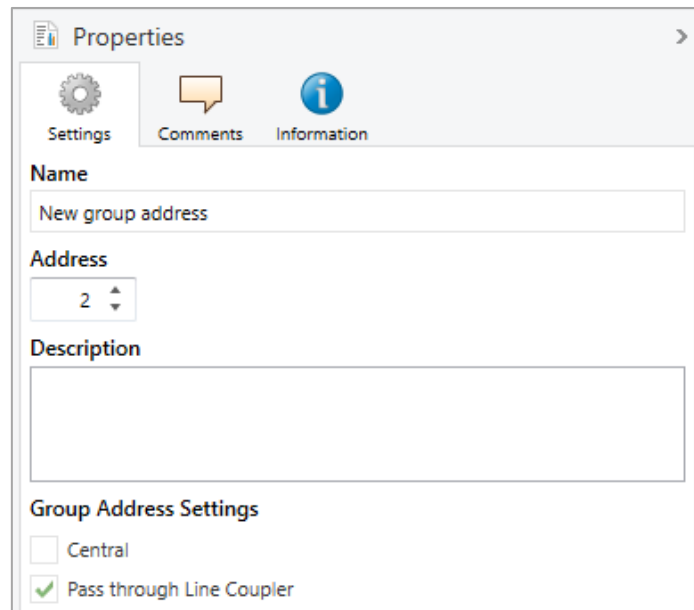 Properties
Settings Comments Information
Name
New group address
Address
2
Description
Group Address Settings
Central
Pass through Line Coupler